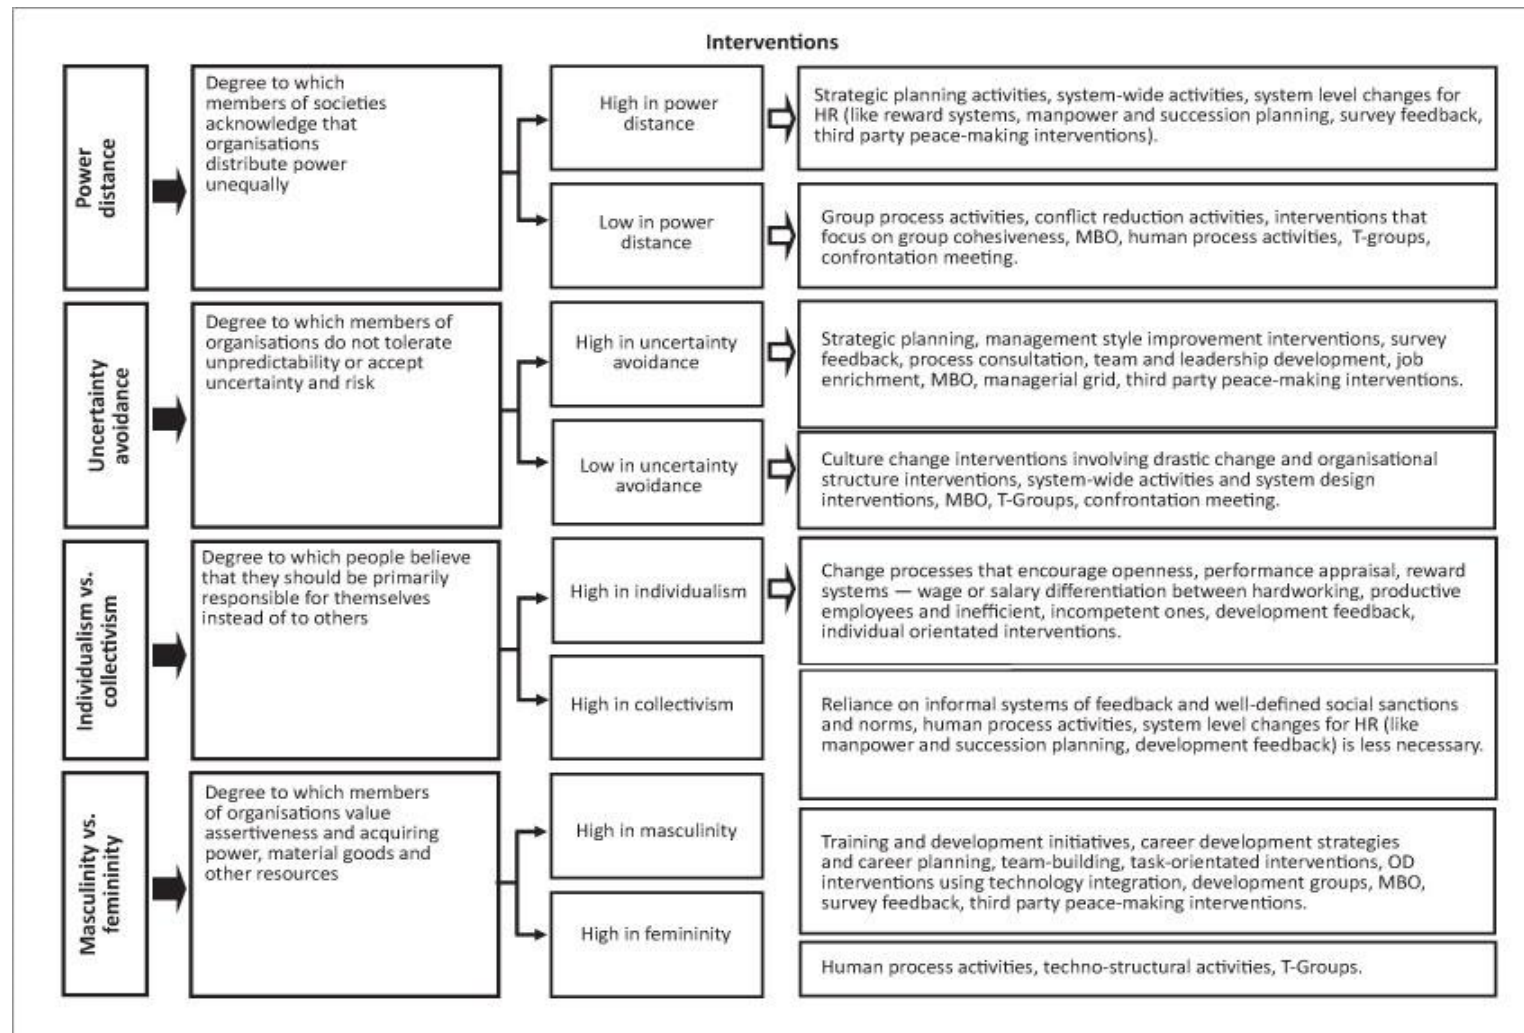 Interventions
Power
distance
Degree to which
members of societies
acknowledge that
organisations
distribute power
unequally
High in power
distance
Strategic planning activities, system-wide activities, system level changes for
HR (like reward systems, manpower and succession planning, survey feedback,
third party peace-making interventions).
Low in power
distance
Group process activities, conflict reduction activities, interventions that
focus on group cohesiveness, MBO, human process activities, T-groups,
confrontation meeting.
Uncertainty
avoidance
Degree to which members of
organisations do not tolerate
unpredictability or accept
uncertainty and risk
High in uncertainty
avoidance
Strategic planning, management style improvement interventions, survey
feedback, process consultation, team and leadership development, job
enrichment, MBO, managerial grid, third party peace-making interventions.
Low in uncertainty
avoidance
Culture change interventions involving drastic change and organisational
structure interventions, system-wide activities and system design
interventions, MBO, T-Groups, confrontation meeting.
Individualism vs.
collectivism
Degree to which people believe
that they should be primarily
responsible for themselves
instead of to others
High in individualism
Change processes that encourage openness, performance appraisal, reward
systems — wage or salary differentiation between hardworking, productive
employees and inefficient, incompetent ones, development feedback,
individual orientated interventions.
High in collectivism
Reliance on informal systems of feedback and well-defined social sanctions
and norms, human process activities, system level changes for HR (like
manpower and succession planning, development feedback) is less necessary.
Masculinity vs.
femininity
Degree to which members
of organisations value
assertiveness and acquiring
power, material goods and
other resources
High in masculinity
Training and development initiatives, career development strategies
and career planning, team-building, task-orientated interventions, OD
interventions using technology integration, development groups, MBO,
survey feedback, third party peace-making interventions.
High in femininity
Human process activities, techno-structural activities, T-Groups.